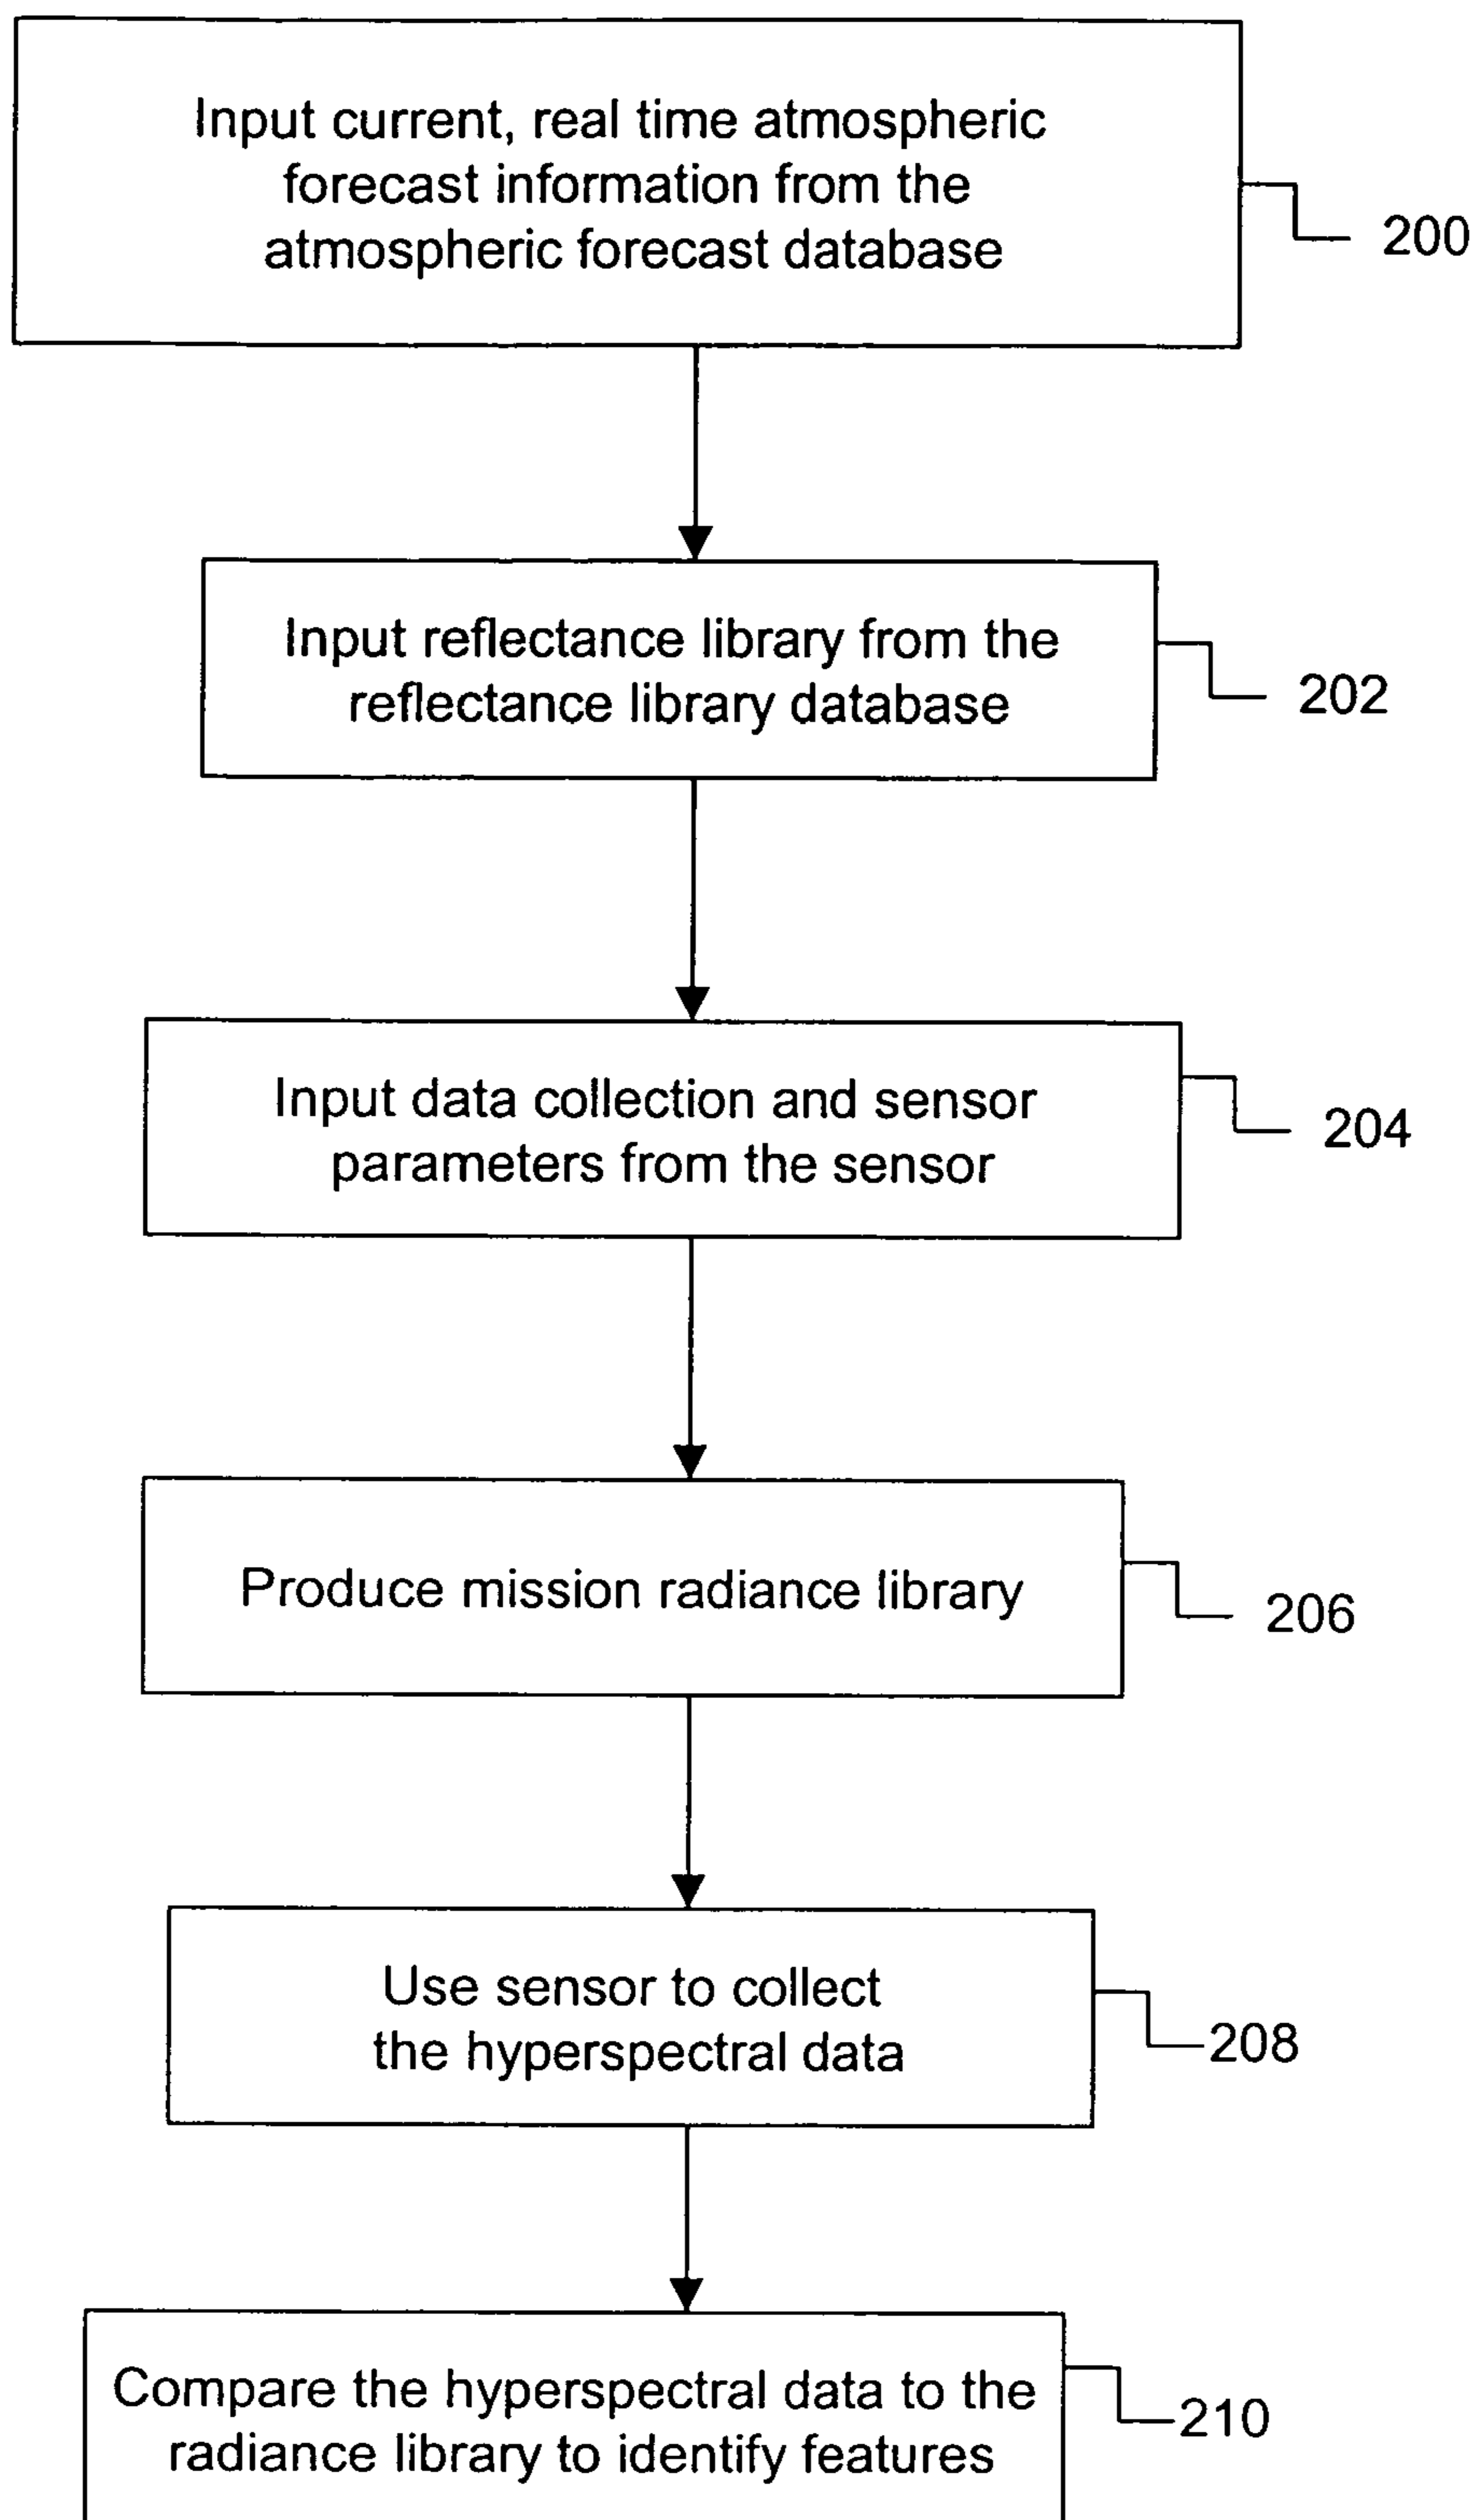 Input current, real time atmospheric
forecast information from the
atmospheric forecast database
200
Input reflectance library from the
reflectance library database
202
Input data collection and sensor
parameters from the sensor
204
Produce mission radiance library
206
Use sensor to collect
the hyperspectral data
208
Compare the hyperspectral data to the
radiance library to identify features
210